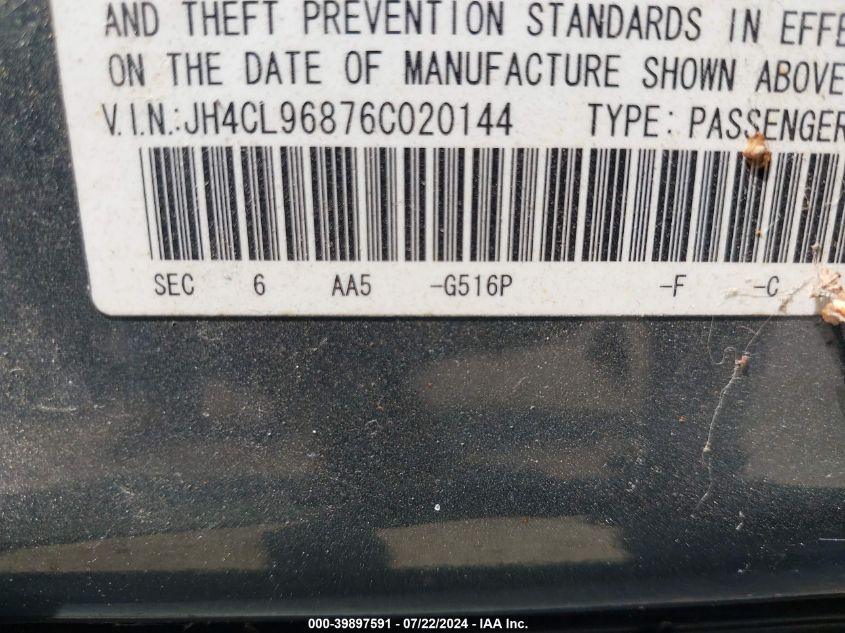 AND THEFT PREVENTION STANDARDS IN EFFE
ON THE DATE OF MANUFACTURE SHOWN ABOVE
V.I.N.:JH4CL96876C020144 TYPE: PASSENGER
SEC 6 AA5 -G516P -F -C
000-39897591 - 07/22/2024 - IAA Inc.